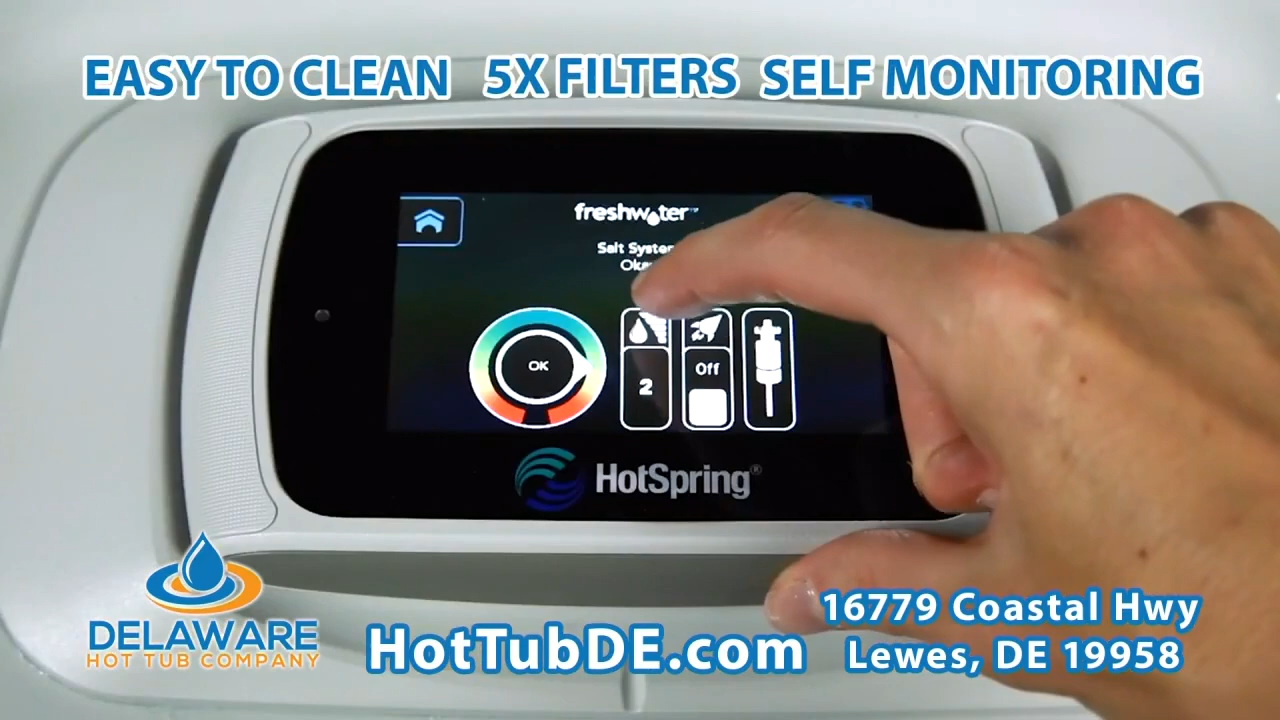 EASY TO CLEAN 5X FILTERS SELF MONITORING
freshwater™
Salt System
OK
2
Off
HotSpring®
DELAWARE
HOT TUB COMPANY
HotTubDE.com
16779 Coastal Hwy
Lewes, DE 19958